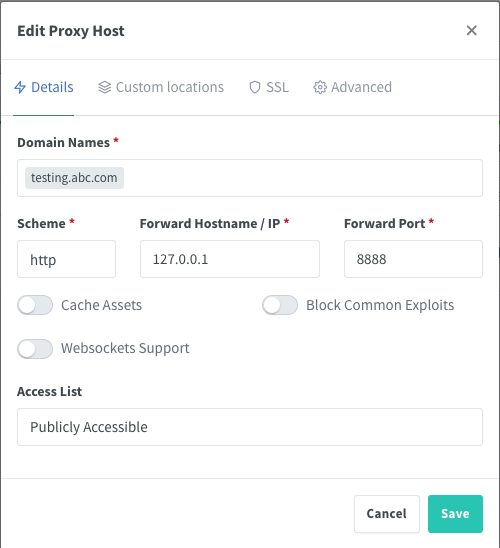 Edit Proxy Host
Details Custom locations SSL Advanced
Domain Names *
testing.abc.com
Scheme * Forward Hostname / IP * Forward Port *
http 127.0.0.1 8888
Cache Assets Block Common Exploits
Websockets Support
Access List
Publicly Accessible
Cancel Save